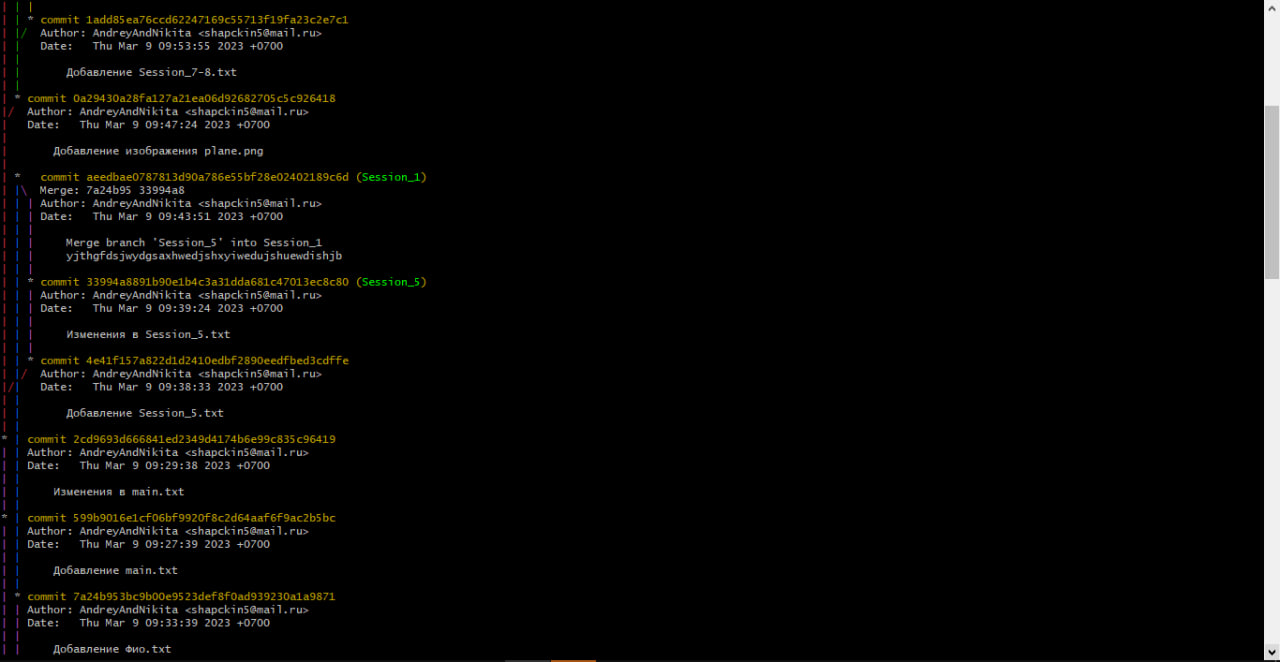 * commit 1add85ea76ccd62247169c55713f19fa23c2e7c1
Author: AndreyAndNikita <shapckin5@mail.ru>
Date:   Thu Mar 9 09:53:55 2023 +0700
Добавление Session_7-8.txt
* commit 0a29430a28fa127a21ea06d92682705c5c926418
Author: AndreyAndNikita <shapckin5@mail.ru>
Date:   Thu Mar 9 09:47:24 2023 +0700
Добавление изображения plane.png
* commit aeedbae0787813d90a786e55bf28e02402189c6d (Session_1)
Merge: 7a24b95 33994a8
Author: AndreyAndNikita <shapckin5@mail.ru>
Date:   Thu Mar 9 09:43:51 2023 +0700
Merge branch 'Session_5' into Session_1
yjthgfdsjwydgsaxhwedjshxyiwedujshuewdishjb
* commit 33994a8891b90e1b4c3a31dda681c47013ec8c80 (Session_5)
Author: AndreyAndNikita <shapckin5@mail.ru>
Date:   Thu Mar 9 09:39:24 2023 +0700
Изменения в Session_5.txt
* commit 4e41f157a822d1d2410edbf2890eedfbed3cdffe
Author: AndreyAndNikita <shapckin5@mail.ru>
Date:   Thu Mar 9 09:38:33 2023 +0700
Добавление Session_5.txt
* commit 2cd9693d666841ed2349d4174b6e99c835c96419
Author: AndreyAndNikita <shapckin5@mail.ru>
Date:   Thu Mar 9 09:29:38 2023 +0700
Изменения в main.txt
* commit 599b9016e1cf06bf9920f8c2d64aaf6f9ac2b5bc
Author: AndreyAndNikita <shapckin5@mail.ru>
Date:   Thu Mar 9 09:27:39 2023 +0700
Добавление main.txt
* commit 7a24b953bc9b00e9523def8f0ad939230a1a9871
Author: AndreyAndNikita <shapckin5@mail.ru>
Date:   Thu Mar 9 09:33:39 2023 +0700
Добавление Фио.txt